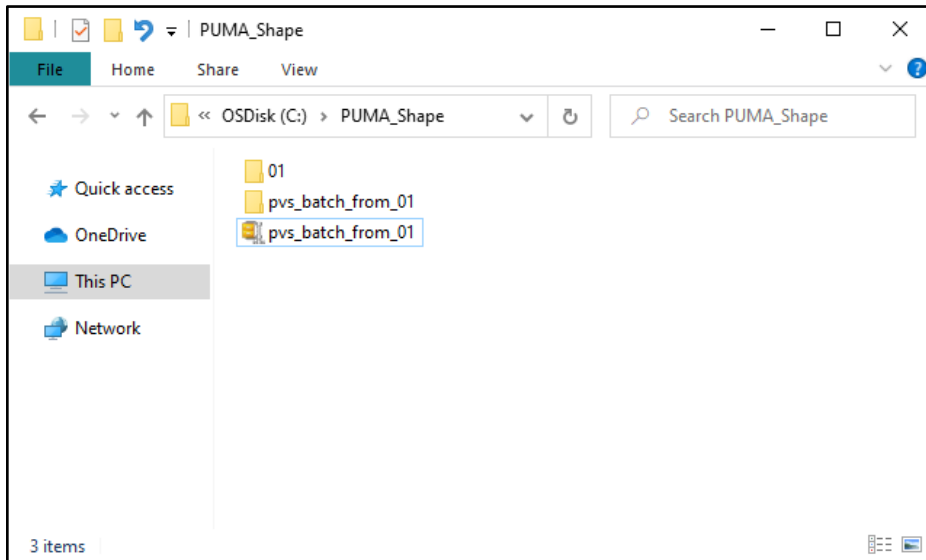 PUMA_Shape
File Home Share View
« OSDisk (C:) › PUMA_Shape
Search PUMA_Shape
Quick access
OneDrive
This PC
Network
01
pvs_batch_from_01
pvs_batch_from_01
3 items